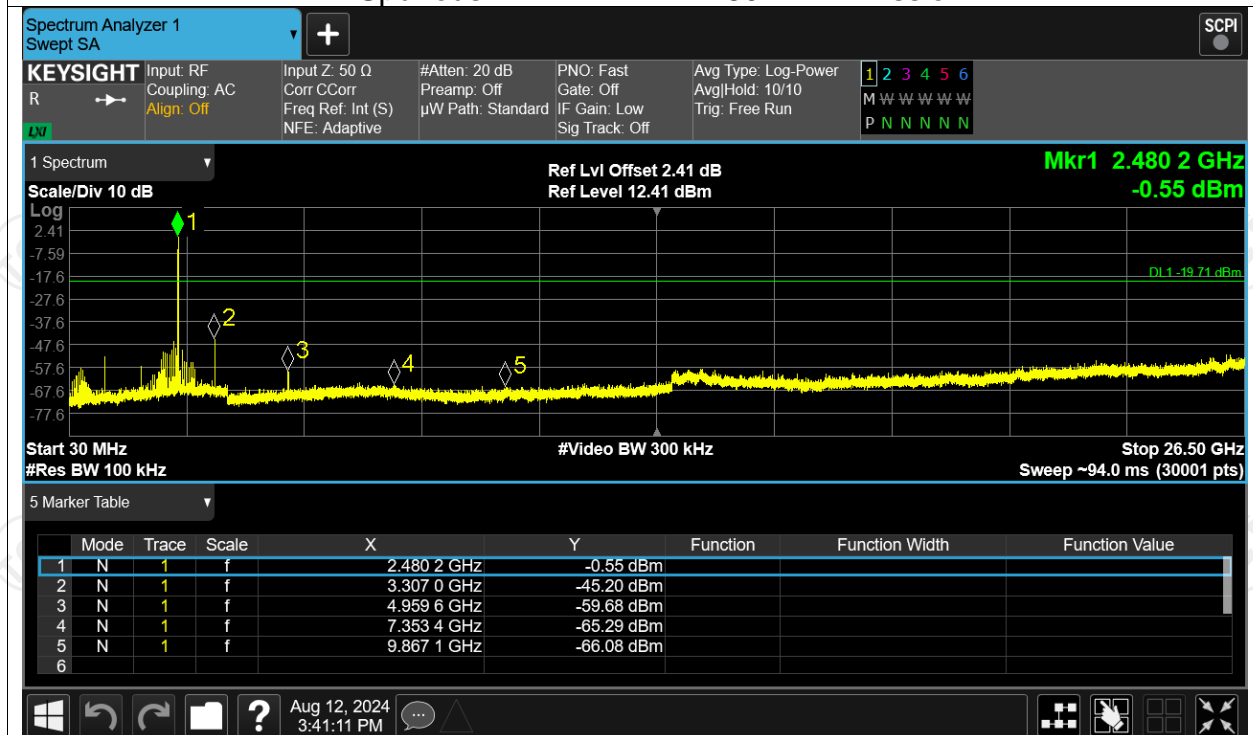 Spectrum Analyzer 1
Swept SA
+
SCPI
KEYSIGHT
R
LXI
Input: RF
Coupling: AC
Align: Off
Input Z: 50 Ω
Corr CCorr
Freq Ref: Int (S)
NFE: Adaptive
#Atten: 20 dB
Preamp: Off
µW Path: Standard
PNO: Fast
Gate: Off
IF Gain: Low
Sig Track: Off
Avg Type: Log-Power
Avg|Hold: 10/10
Trig: Free Run
1 2 3 4 5 6
M W W W W W
P N N N N N
1 Spectrum
Scale/Div 10 dB
Ref Lvl Offset 2.41 dB
Ref Level 12.41 dBm
Mkr1 2.480 2 GHz
-0.55 dBm
Log
2.41
-7.59
-17.6
-27.6
-37.6
-47.6
-57.6
-67.6
-77.6
1
2
3
4
5
DL1 -19.71 dBm
Start 30 MHz
#Video BW 300 kHz
Stop 26.50 GHz
#Res BW 100 kHz
Sweep ~94.0 ms (30001 pts)
5 Marker Table
Mode Trace Scale X Y Function Function Width Function Value
1 N 1 f 2.480 2 GHz -0.55 dBm
2 N 1 f 3.307 0 GHz -45.20 dBm
3 N 1 f 4.959 6 GHz -59.68 dBm
4 N 1 f 7.353 4 GHz -65.29 dBm
5 N 1 f 9.867 1 GHz -66.08 dBm
6
?
Aug 12, 2024
3:41:11 PM